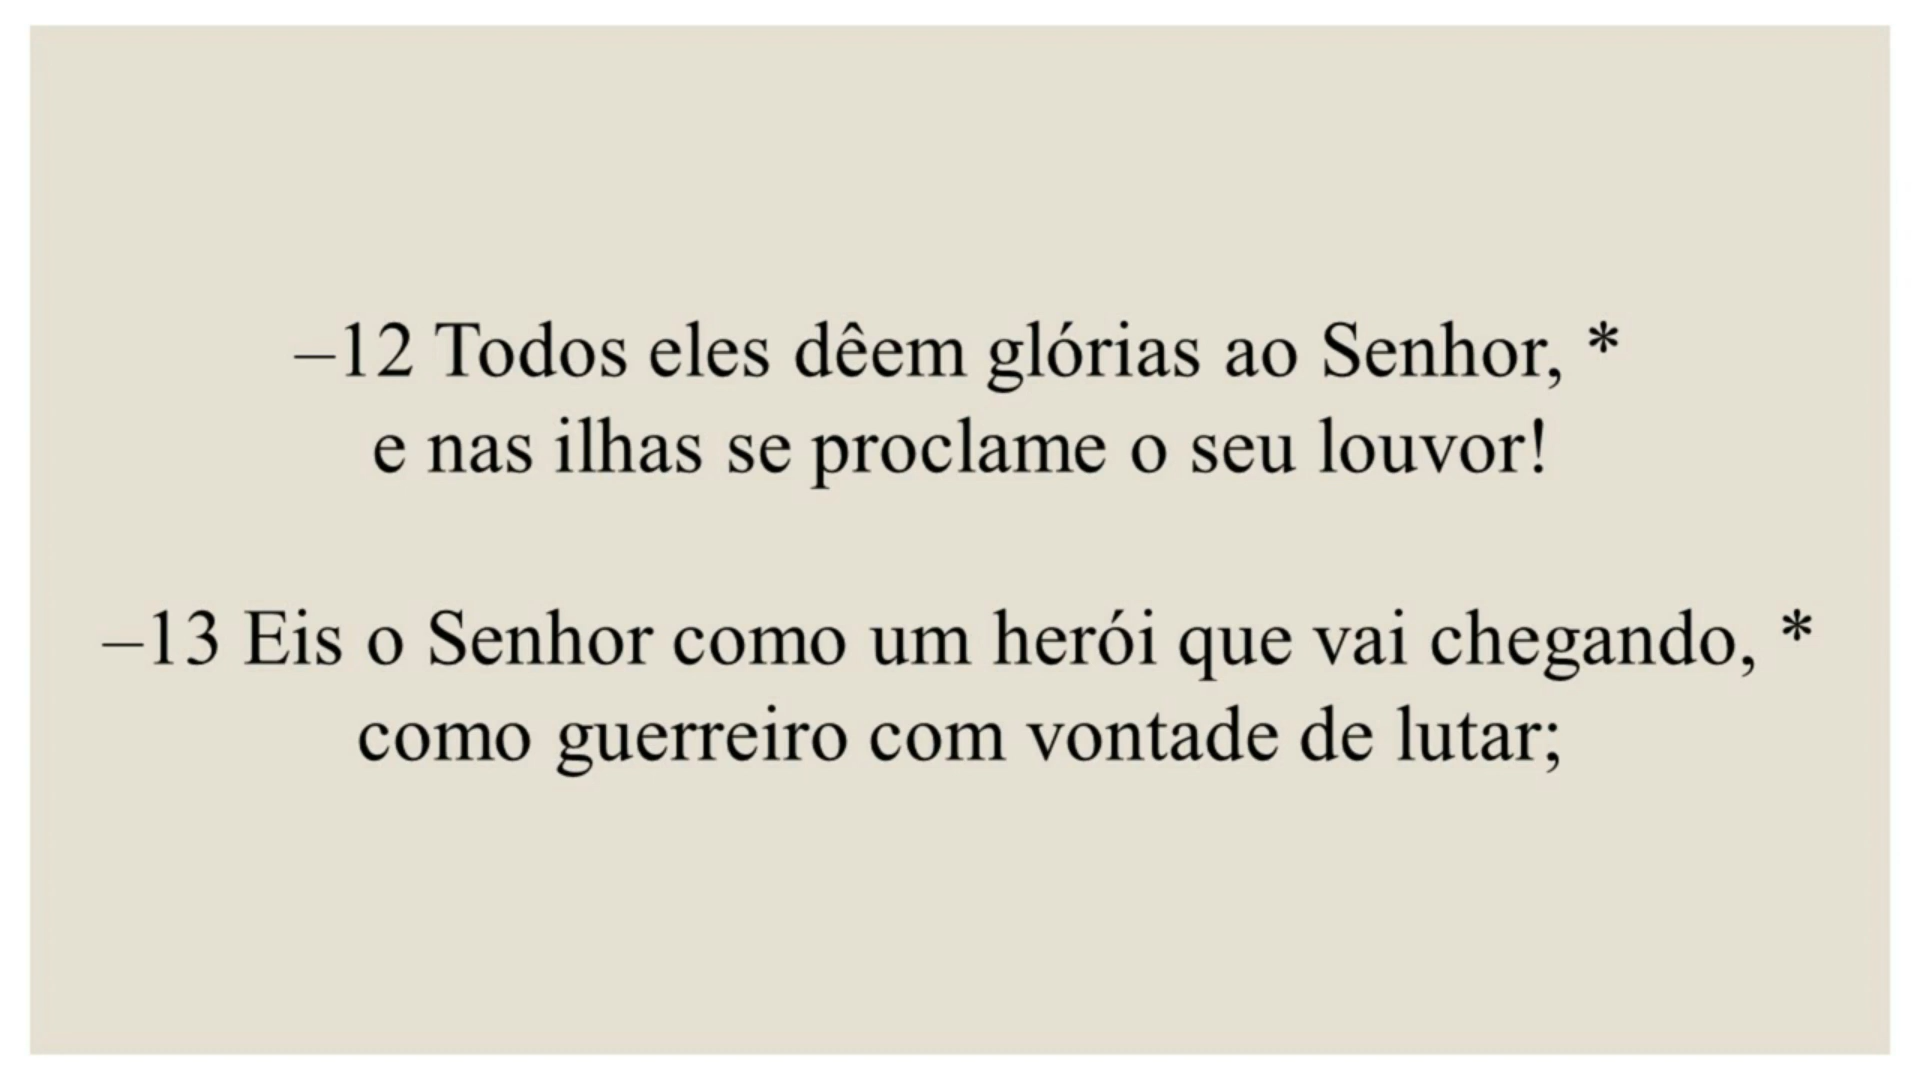 –12 Todos eles dêem glórias ao Senhor, *
e nas ilhas se proclame o seu louvor!
–13 Eis o Senhor como um herói que vai chegando, *
como guerreiro com vontade de lutar;